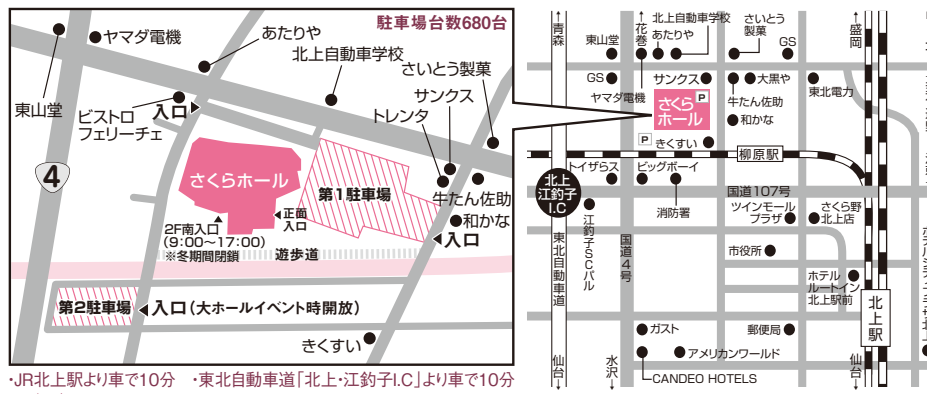 駐車場台数680台
あたりや
ヤマダ電機
北上自動車学校
東山堂
さいとう製菓
サンクス
トレンタ
ビストロ
フェリーチェ
入口
4
さくらホール
第1駐車場
牛たん佐助
和かな
正面
入口
入口
2F南入口
(9:00〜17:00)
※冬期間閉鎖
遊歩道
第2駐車場
入口(大ホールイベント時開放)
きくすい
・JR北上駅より車で10分 ・東北自動車道「北上・江釣子I.C」より車で10分
青森
花巻
盛岡
北上自動車学校
さいとう
製菓
東山堂
あたりや
GS
GS
サンクス
大黒や
ヤマダ電機
東北電力
さくら
ホール
P
牛たん佐助
和かな
P
きくすい
柳原駅
トイザらス
ビッグボーイ
北上
江釣子
I.C
国道107号
消防署
ツインモール
プラザ
さくら野
北上店
江釣子SCパル
国道4号
東北自動車道
市役所
ホテル
ルートイン
北上駅前
北上駅
ガスト
郵便局
アメリカンワールド
仙台
水沢
仙台
CANDEO HOTELS